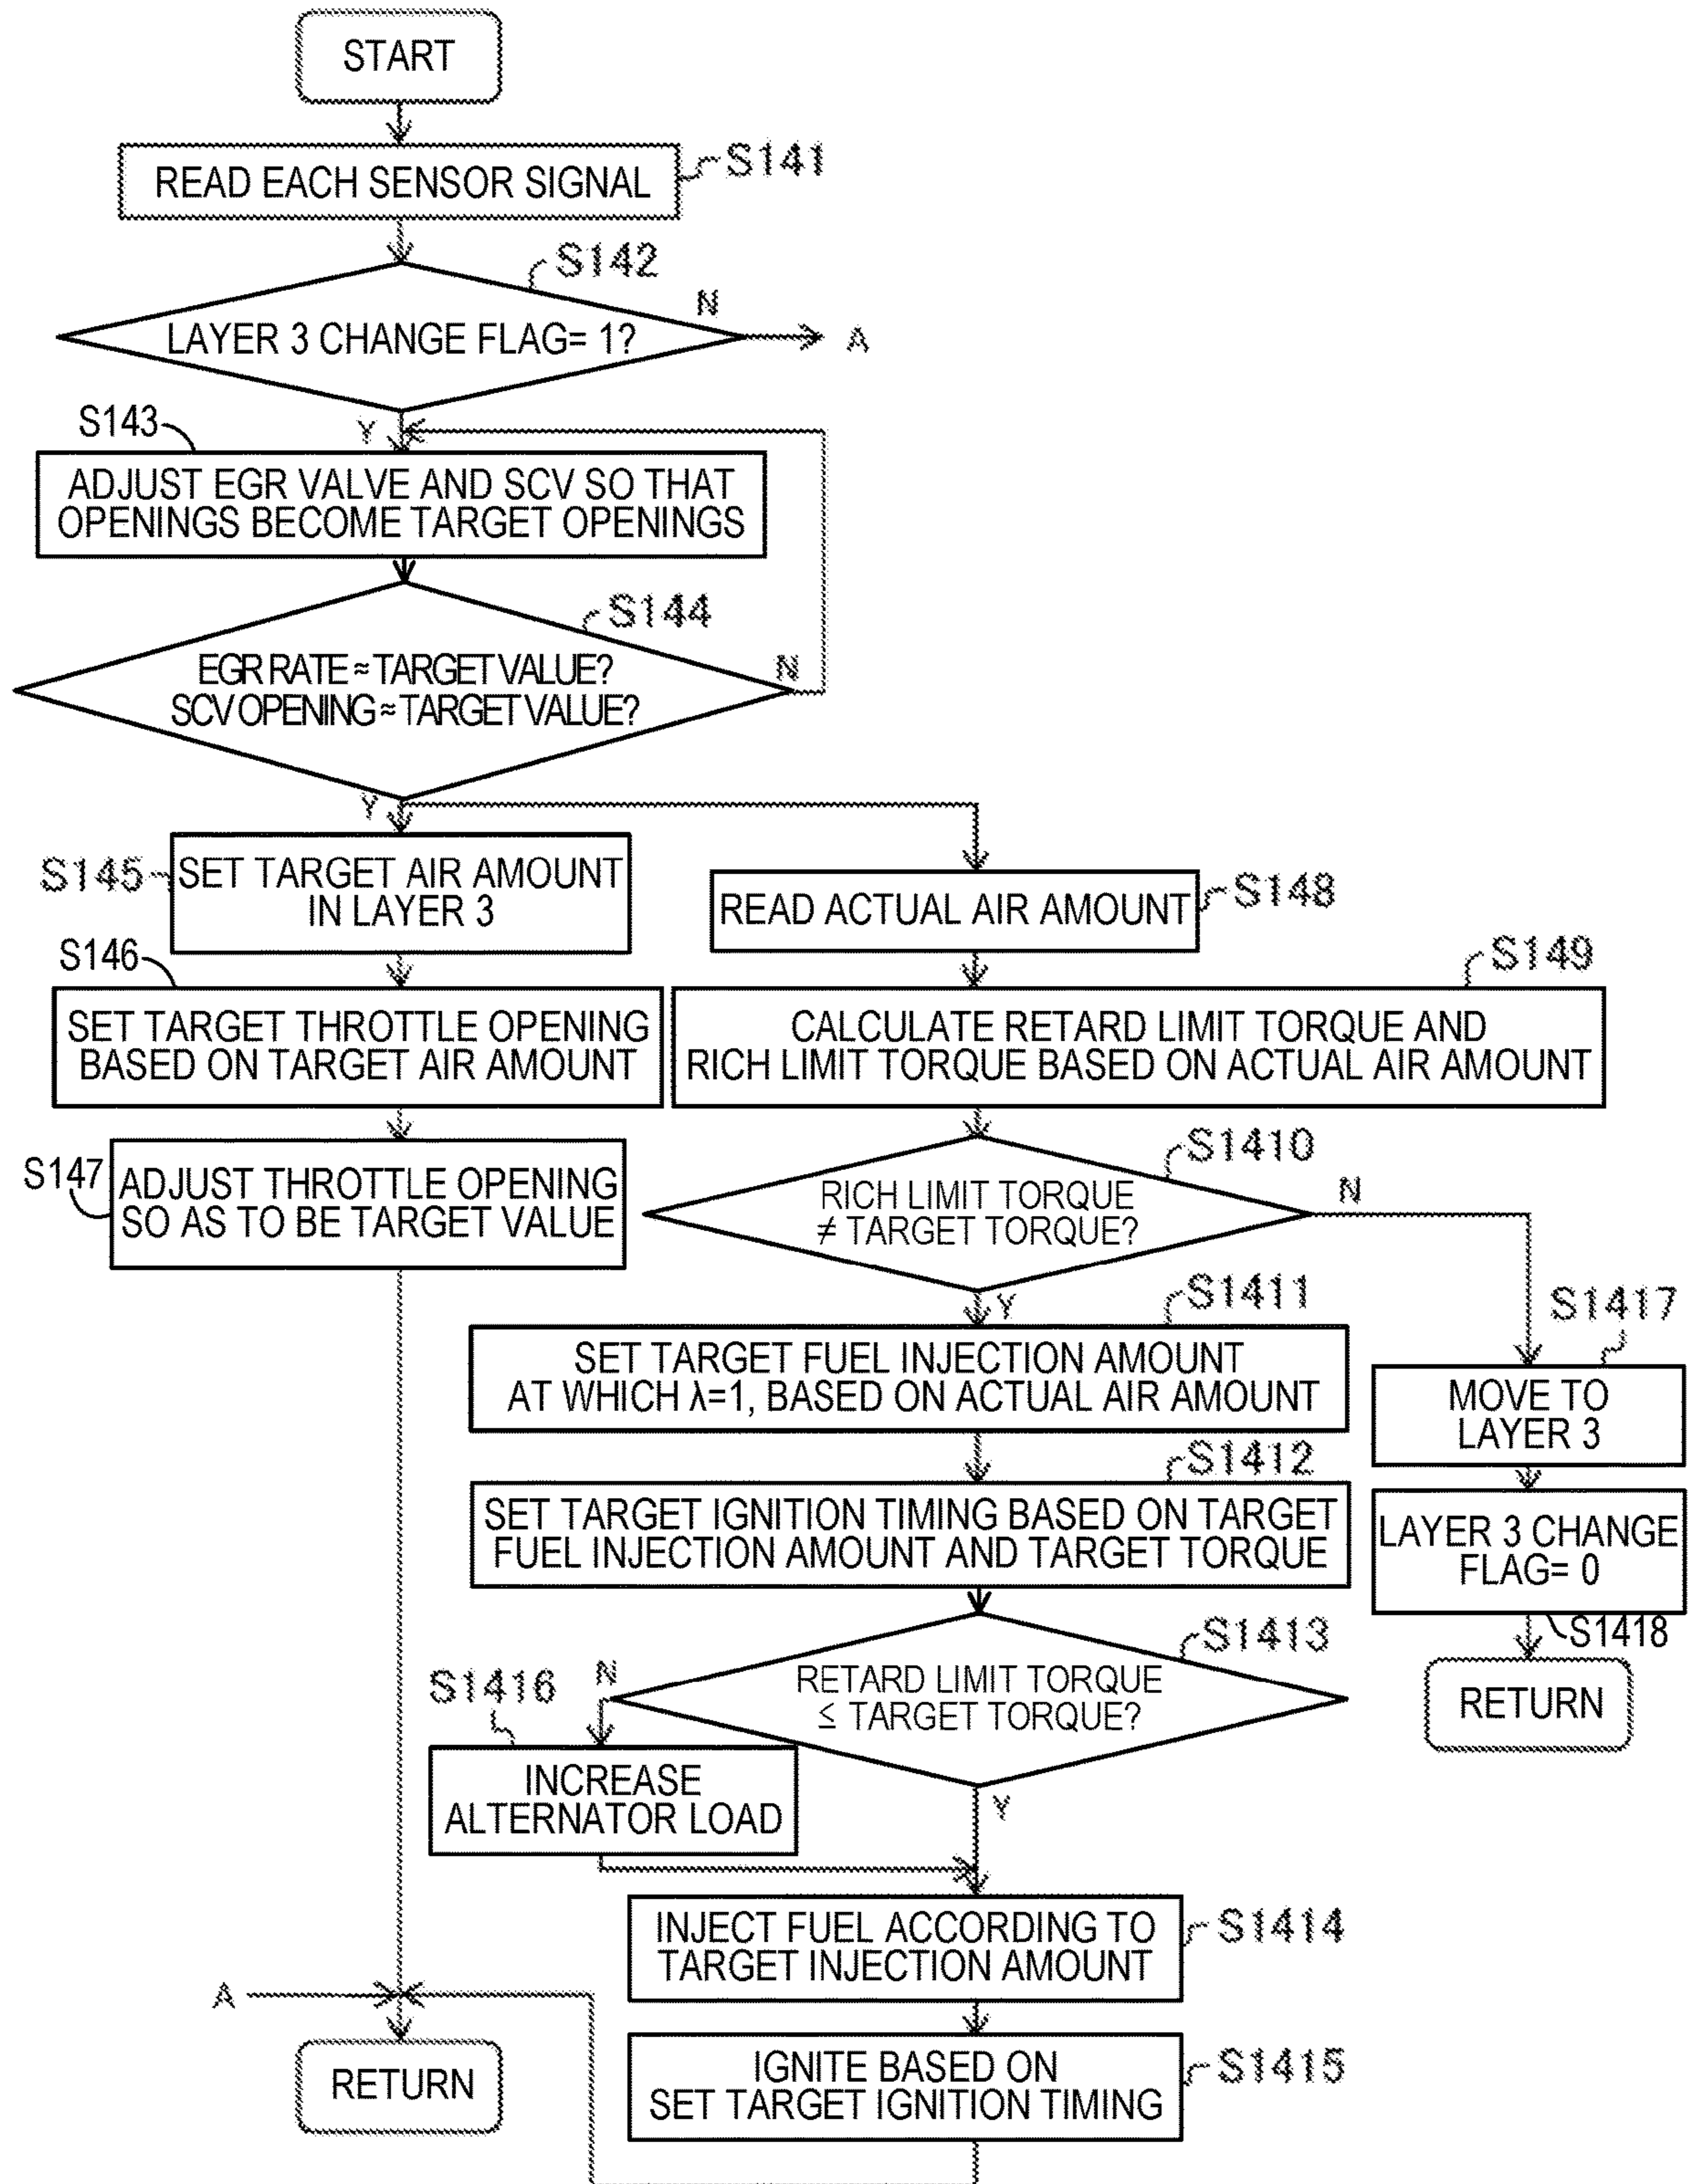 START
READ EACH SENSOR SIGNAL
S141
S142
LAYER 3 CHANGE FLAG= 1?
N
A
Y
S143
ADJUST EGR VALVE AND SCV SO THAT
OPENINGS BECOME TARGET OPENINGS
S144
EGR RATE ≈ TARGET VALUE?
SCV OPENING ≈ TARGET VALUE?
N
Y
S145
SET TARGET AIR AMOUNT
IN LAYER 3
S146
SET TARGET THROTTLE OPENING
BASED ON TARGET AIR AMOUNT
S147
ADJUST THROTTLE OPENING
SO AS TO BE TARGET VALUE
READ ACTUAL AIR AMOUNT
S148
S149
CALCULATE RETARD LIMIT TORQUE AND
RICH LIMIT TORQUE BASED ON ACTUAL AIR AMOUNT
S1410
RICH LIMIT TORQUE
≠ TARGET TORQUE?
N
Y
S1411
SET TARGET FUEL INJECTION AMOUNT
AT WHICH λ=1, BASED ON ACTUAL AIR AMOUNT
S1412
SET TARGET IGNITION TIMING BASED ON TARGET
FUEL INJECTION AMOUNT AND TARGET TORQUE
S1413
RETARD LIMIT TORQUE
≤ TARGET TORQUE?
N
Y
S1416
INCREASE
ALTERNATOR LOAD
S1417
MOVE TO
LAYER 3
LAYER 3 CHANGE
FLAG= 0
S1418
RETURN
INJECT FUEL ACCORDING TO
TARGET INJECTION AMOUNT
S1414
IGNITE BASED ON
SET TARGET IGNITION TIMING
S1415
A
RETURN